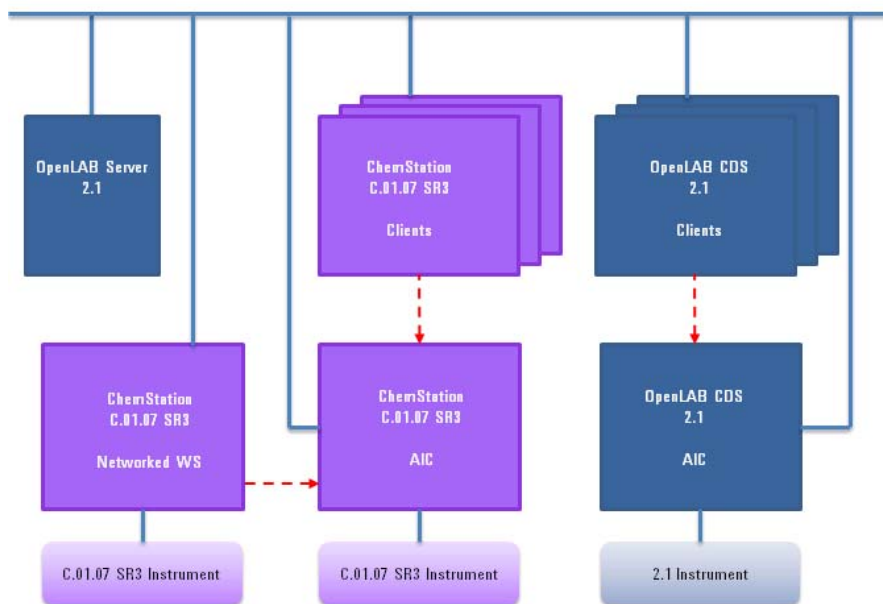 OpenLAB Server
2.1
ChemStation
C.01.07 SR3
Clients
OpenLAB CDS
2.1
Clients
ChemStation
C.01.07 SR3
Networked WS
ChemStation
C.01.07 SR3
AIC
OpenLAB CDS
2.1
AIC
C.01.07 SR3 Instrument
C.01.07 SR3 Instrument
2.1 Instrument